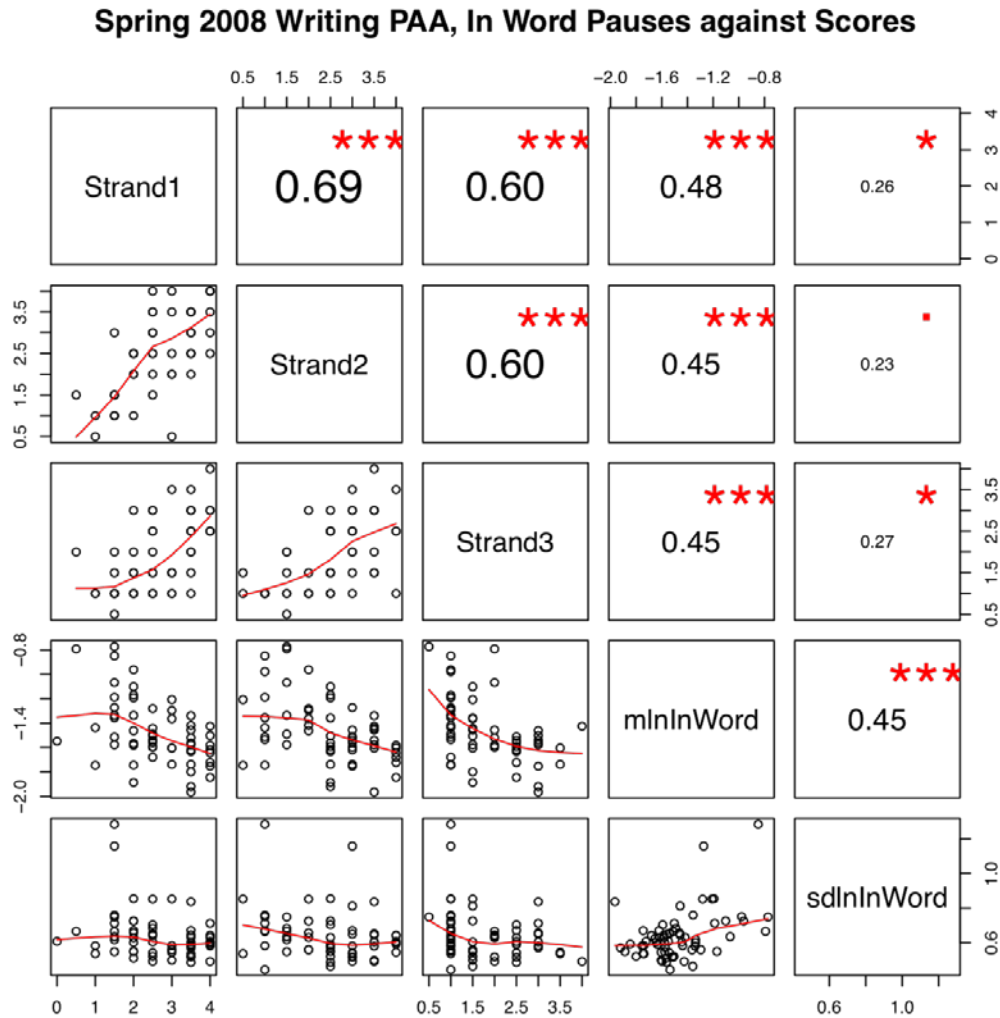 Spring 2008 Writing PAA, In Word Pauses against Scores
0.5 1.5 2.5 3.5 -2.0 -1.6 -1.2 -0.8
Strand1 *** 0.69 *** 0.60 *** 0.48 * 0.26 0 1 2 3 4
0.5 1.5 2.5 3.5 Strand2 *** 0.60 *** 0.45 . 0.23
Strand3 *** 0.45 * 0.27 0.5 1.5 2.5 3.5
-2.0 -1.4 -0.8 mlnInWord *** 0.45
sdlnInWord 0.6 1.0
0 1 2 3 4 0.5 1.5 2.5 3.5 0.6 1.0